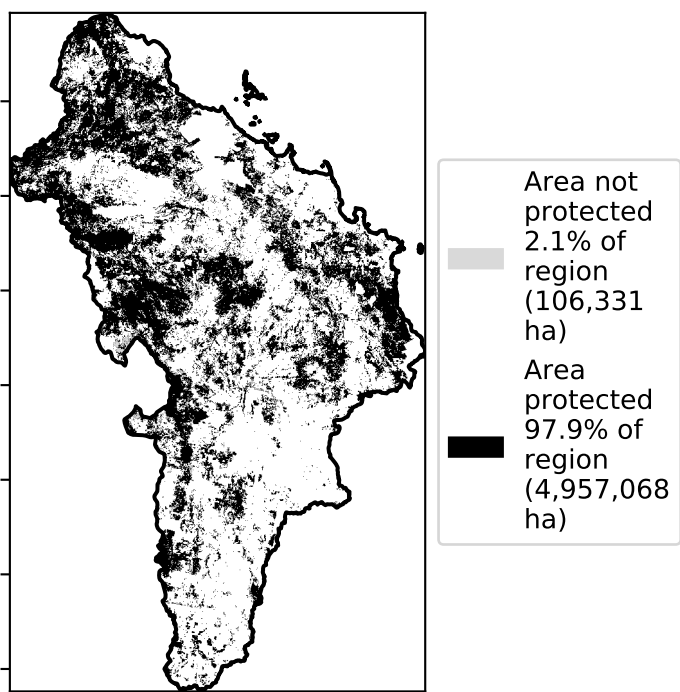 Area not
protected
2.1% of
region
(106,331
ha)
Area
protected
97.9% of
region
(4,957,068
ha)